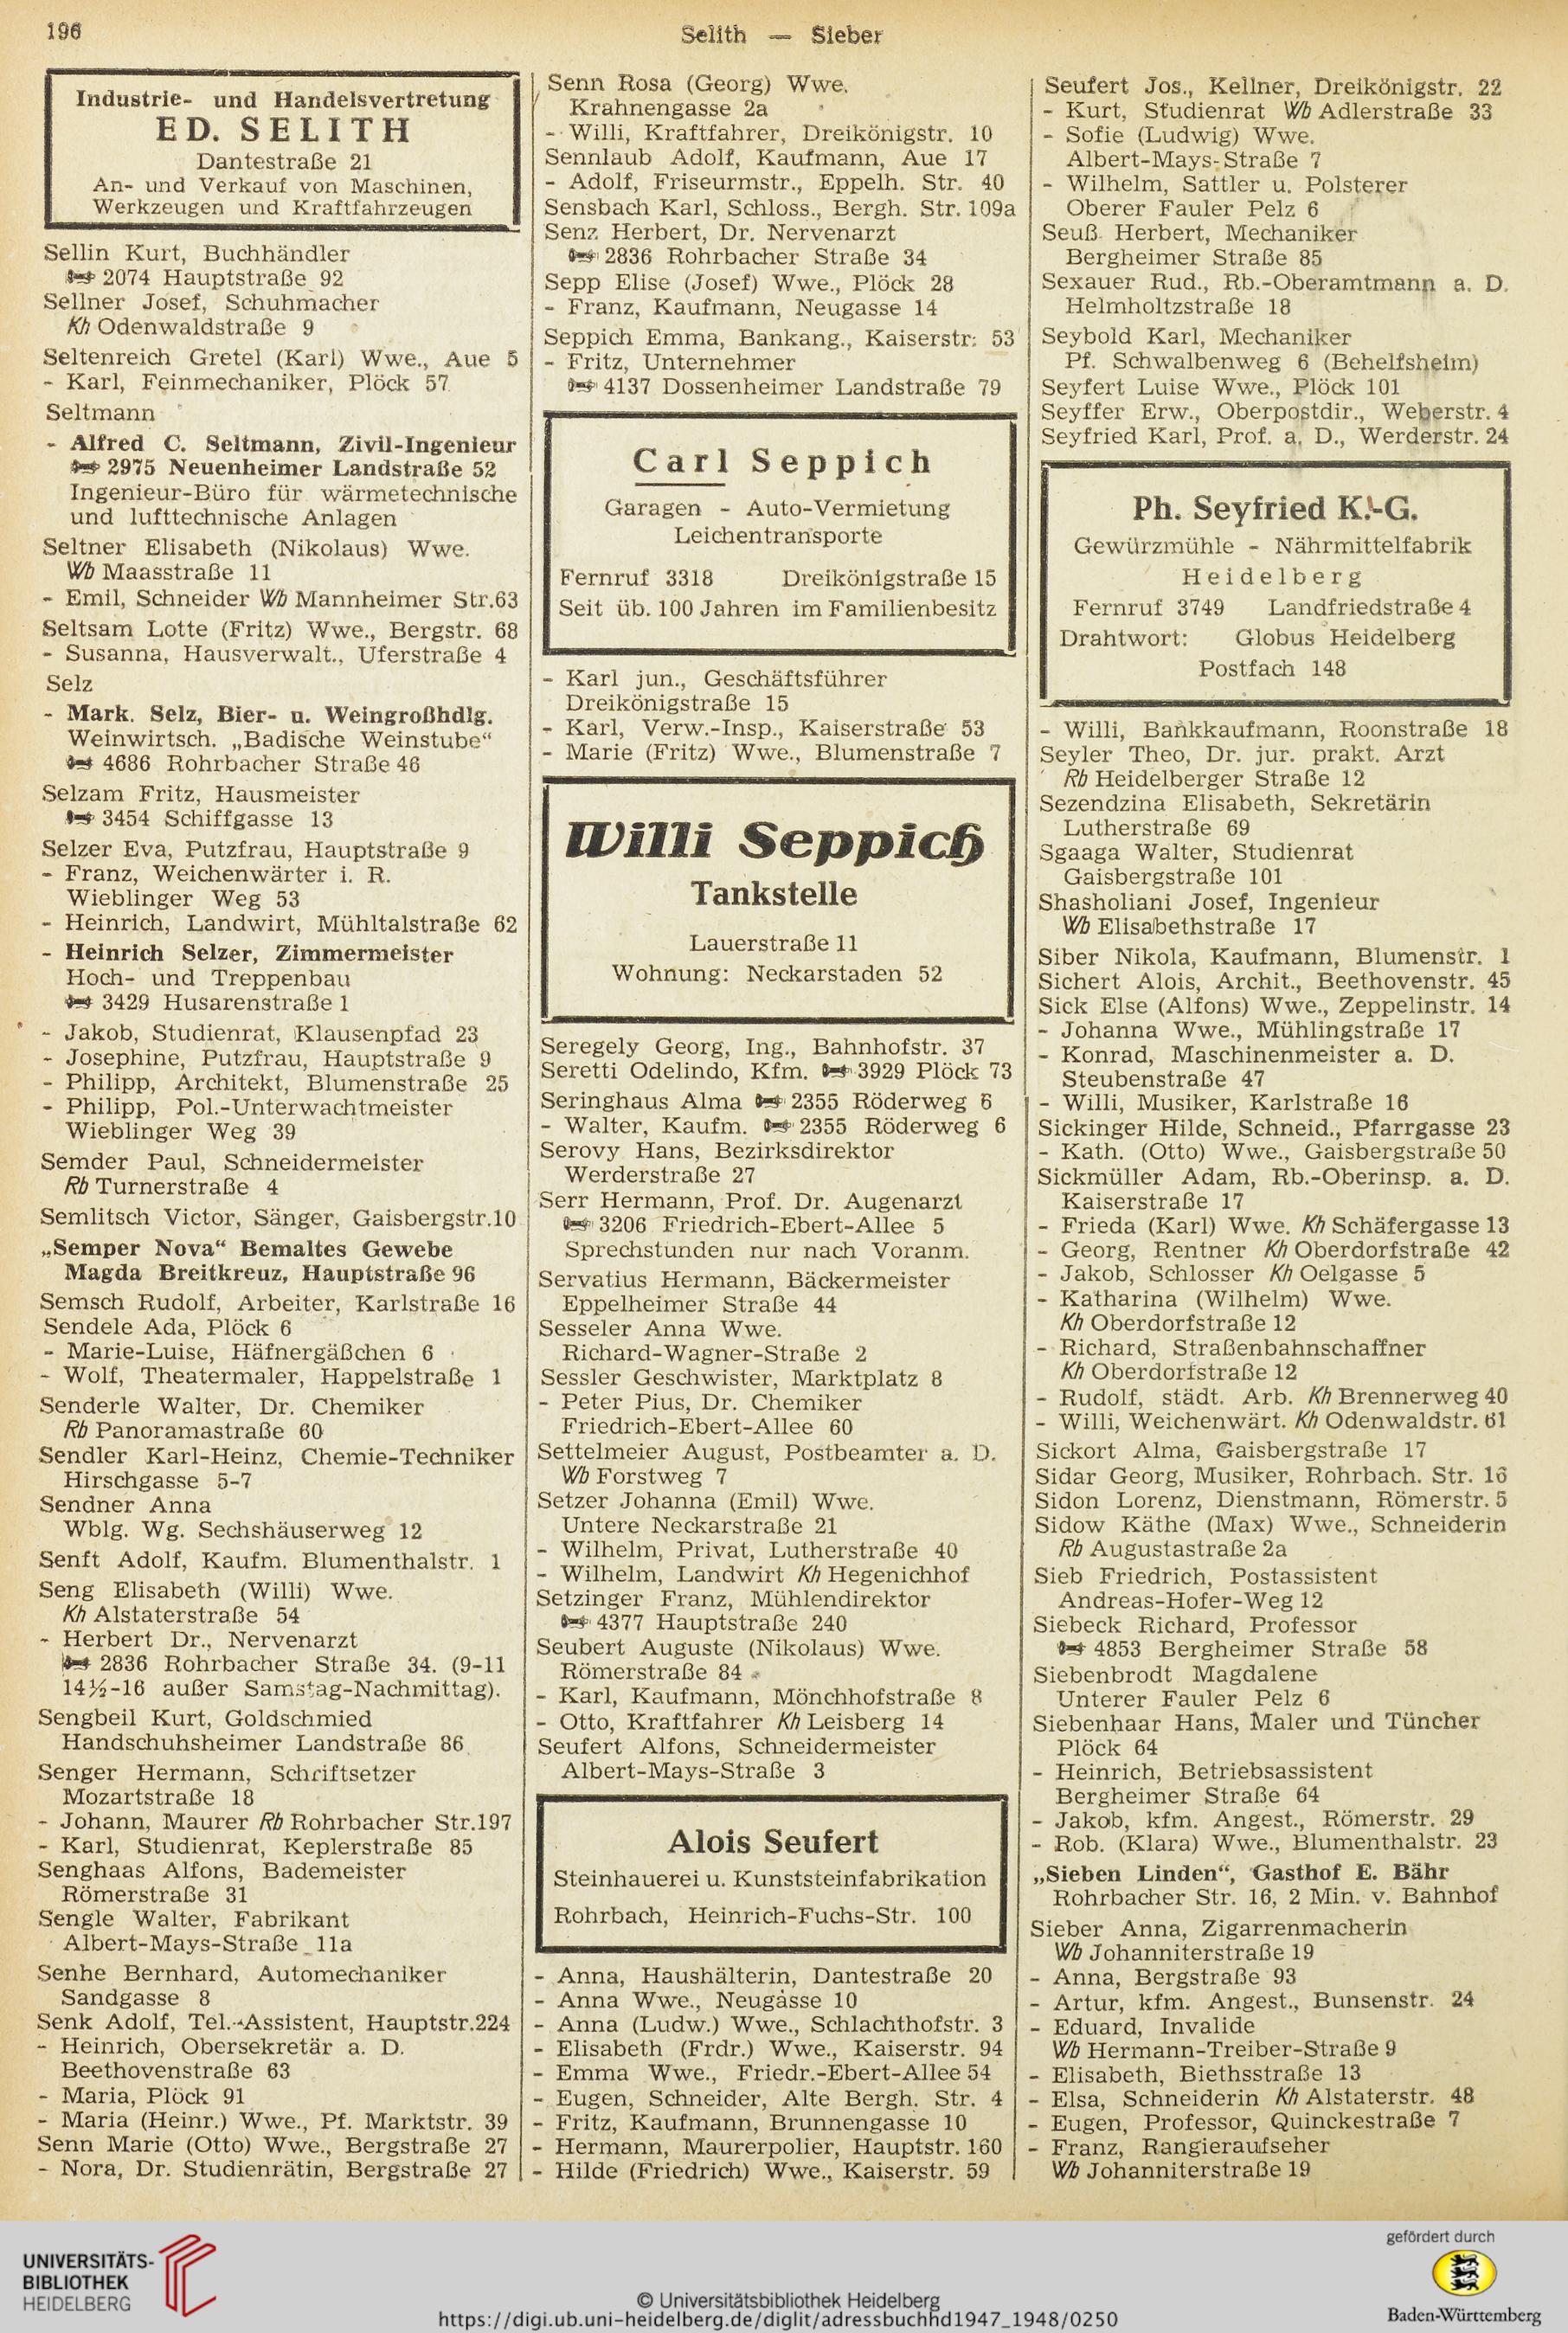 196
Selith — Sieber
Industrie- und Handelsvertretung
ED. SELITH
Dantestraße 21
An- und Verkauf von Maschinen,
Werkzeugen und Kraftfahrzeugen
Sellin Kurt, Buchhändler
2074 Hauptstraße 92
Sellner Josef, Schuhmacher
Kh Odenwaldstraße 9
Seltenreich Gretel (Karl) Wwe., Aue 5
- Karl, Feinmechaniker, Plöck 57
Seltmann
- Alfred C. Seltmann, Zivil-Ingenieur
2975 Neuenheimer Landstraße 52
Ingenieur-Büro für wärmetechnische
und lufttechnische Anlagen
Seltner Elisabeth (Nikolaus) Wwe.
Wb Maasstraße 11
- Emil, Schneider Wb Mannheimer Str.63
Seltsam Lotte (Fritz) Wwe., Bergstr. 68
- Susanna, Hausverwalt., Uferstraße 4
Selz
- Mark. Selz, Bier- u. Weingroßhdlg.
Weinwirtsch. „Badische Weinstube“
4686 Rohrbacher Straße 46
Selzam Fritz, Hausmeister
3454 Schiffgasse 13
Selzer Eva, Putzfrau, Hauptstraße 9
- Franz, Weichenwärter i. R.
Wieblinger Weg 53
- Heinrich, Landwirt, Mühltalstraße 62
- Heinrich Selzer, Zimmermeister
Hoch- und Treppenbau
3429 Husarenstraße 1
- Jakob, Studienrat, Klausenpfad 23
- Josephine, Putzfrau, Hauptstraße 9
- Philipp, Architekt, Blumenstraße 25
- Philipp, Pol.-Unterwachtmeister
Wieblinger Weg 39
Semder Paul, Schneidermeister
Rb Turnerstraße 4
Semlitsch Victor, Sänger, Gaisbergstr.10
„Semper Nova“ Bemaltes Gewebe
Magda Breitkreuz, Hauptstraße 96
Semsch Rudolf, Arbeiter, Karlstraße 16
Sendele Ada, Plöck 6
- Marie-Luise, Häfnergäßchen 6
- Wolf, Theatermaler, Happelstraße 1
Senderle Walter, Dr. Chemiker
Rb Panoramastraße 60
Sendler Karl-Heinz, Chemie-Techniker
Hirschgasse 5-7
Sendner Anna
Wblg. Wg. Sechshäuserweg 12
Senft Adolf, Kaufm. Blumenthalstr. 1
Seng Elisabeth (Willi) Wwe.
Kh Alstaterstraße 54
- Herbert Dr., Nervenarzt
2836 Rohrbacher Straße 34. (9-11
14½-16 außer Samstag-Nachmittag).
Sengbeil Kurt, Goldschmied
Handschuhsheimer Landstraße 86
Senger Hermann, Schriftsetzer
Mozartstraße 18
- Johann, Maurer Rb Rohrbacher Str.197
- Karl, Studienrat, Keplerstraße 85
Senghaas Alfons, Bademeister
Römerstraße 31
Sengle Walter, Fabrikant
Albert-Mays-Straße 11a
Senhe Bernhard, Automechaniker
Sandgasse 8
Senk Adolf, Tel.-Assistent, Hauptstr.224
- Heinrich, Obersekretär a. D.
Beethovenstraße 63
- Maria, Plöck 91
- Maria (Heinr.) Wwe., Pf. Marktstr. 39
Senn Marie (Otto) Wwe., Bergstraße 27
- Nora, Dr. Studienrätin, Bergstraße 27
Senn Rosa (Georg) Wwe.
Krahnengasse 2a
- Willi, Kraftfahrer, Dreikönigstr. 10
Sennlaub Adolf, Kaufmann, Aue 17
- Adolf, Friseurmstr., Eppelh. Str. 40
Sensbach Karl, Schloss., Bergh. Str. 109a
Senz Herbert, Dr. Nervenarzt
2836 Rohrbacher Straße 34
Sepp Elise (Josef) Wwe., Plöck 28
- Franz, Kaufmann, Neugasse 14
Seppich Emma, Bankang., Kaiserstr. 53
- Fritz, Unternehmer
4137 Dossenheimer Landstraße 79
Carl Seppich
Garagen - Auto-Vermietung
Leichentransporte
Fernruf 3318 Dreikönigstraße 15
Seit üb. 100 Jahren im Familienbesitz
- Karl jun., Geschäftsführer
Dreikönigstraße 15
- Karl, Verw.-Insp., Kaiserstraße 53
- Marie (Fritz) Wwe., Blumenstraße 7
Willi Seppich
Tankstelle
Lauerstraße 11
Wohnung: Neckarstaden 52
Seregely Georg, Ing., Bahnhofstr. 37
Seretti Odelindo, Kfm. 3929 Plöck 73
Seringhaus Alma 2355 Röderweg 6
- Walter, Kaufm. 2355 Röderweg 6
Serovy Hans, Bezirksdirektor
Werderstraße 27
Serr Hermann, Prof. Dr. Augenarzt
3206 Friedrich-Ebert-Allee 5
Sprechstunden nur nach Voranm.
Servatius Hermann, Bäckermeister
Eppelheimer Straße 44
Sesseler Anna Wwe.
Richard-Wagner-Straße 2
Sessler Geschwister, Marktplatz 8
- Peter Pius, Dr. Chemiker
Friedrich-Ebert-Allee 60
Settelmeier August, Postbeamter a. D.
Wb Forstweg 7
Setzer Johanna (Emil) Wwe.
Untere Neckarstraße 21
- Wilhelm, Privat, Lutherstraße 40
- Wilhelm, Landwirt Kh Hegenichhof
Setzinger Franz, Mühlendirektor
4377 Hauptstraße 240
Seubert Auguste (Nikolaus) Wwe.
Römerstraße 84
- Karl, Kaufmann, Mönchhofstraße 8
- Otto, Kraftfahrer Kh Leisberg 14
Seufert Alfons, Schneidermeister
Albert-Mays-Straße 3
Alois Seufert
Steinhauerei u. Kunststeinfabrikation
Rohrbach, Heinrich-Fuchs-Str. 100
- Anna, Haushälterin, Dantestraße 20
- Anna Wwe., Neugasse 10
- Anna (Ludw.) Wwe., Schlachthofstr. 3
- Elisabeth (Frdr.) Wwe., Kaiserstr. 94
- Emma Wwe., Friedr.-Ebert-Allee 54
- Eugen, Schneider, Alte Bergh. Str. 4
- Fritz, Kaufmann, Brunnengasse 10
- Hermann, Maurerpolier, Hauptstr. 160
- Hilde (Friedrich) Wwe., Kaiserstr. 59
Seufert Jos., Kellner, Dreikönigstr. 22
- Kurt, Studienrat Wb Adlerstraße 33
- Sofie (Ludwig) Wwe.
Albert-Mays-Straße 7
- Wilhelm, Sattler u. Polsterer
Oberer Fauler Pelz 6
Seuß Herbert, Mechaniker
Bergheimer Straße 85
Sexauer Rud., Rb.-Oberamtmann a. D.
Helmholtzstraße 18
Seybold Karl, Mechaniker
Pf. Schwalbenweg 6 (Behelfsheim)
Seyfert Luise Wwe., Plöck 101
Seyffer Erw., Oberpostdir., Weberstr. 4
Seyfried Karl, Prof. a. D., Werderstr. 24
Ph. Seyfried K.-G.
Gewürzmühle - Nährmittelfabrik
Heidelberg
Fernruf 3749 Landfriedstraße 4
Drahtwort: Globus Heidelberg
Postfach 148
- Willi, Bankkaufmann, Roonstraße 18
Seyler Theo, Dr. jur. prakt. Arzt
Rb Heidelberger Straße 12
Sezendzina Elisabeth, Sekretärin
Lutherstraße 69
Sgaaga Walter, Studienrat
Gaisbergstraße 101
Shasholiani Josef, Ingenieur
Wb Elisabethstraße 17
Siber Nikola, Kaufmann, Blumenstr. 1
Sichert Alois, Archit., Beethovenstr. 45
Sick Else (Alfons) Wwe., Zeppelinstr. 14
- Johanna Wwe., Mühlingstraße 17
- Konrad, Maschinenmeister a. D.
Steubenstraße 47
- Willi, Musiker, Karlstraße 16
Sickinger Hilde, Schneid., Pfarrgasse 23
- Kath. (Otto) Wwe., Gaisbergstraße 50
Sickmüller Adam, Rb.-Oberinsp. a. D.
Kaiserstraße 17
- Frieda (Karl) Wwe. Kh Schäfergasse 13
- Georg, Rentner Kh Oberdorfstraße 42
- Jakob, Schlosser Kh Oelgasse 5
- Katharina (Wilhelm) Wwe.
Kh Oberdorfstraße 12
- Richard, Straßenbahnschaffner
Kh Oberdorfstraße 12
- Rudolf, städt. Arb. Kh Brennerweg 40
- Willi, Weichenwärt. Kh Odenwaldstr. 61
Sickort Alma, Gaisbergstraße 17
Sidar Georg, Musiker, Rohrbach. Str. 16
Sidon Lorenz, Dienstmann, Römerstr. 5
Sidow Käthe (Max) Wwe., Schneiderin
Rb Augustastraße 2a
Sieb Friedrich, Postassistent
Andreas-Hofer-Weg 12
Siebeck Richard, Professor
4853 Bergheimer Straße 58
Siebenbrodt Magdalene
Unterer Fauler Pelz 6
Siebenhaar Hans, Maler und Tüncher
Plöck 64
- Heinrich, Betriebsassistent
Bergheimer Straße 64
- Jakob, kfm. Angest., Römerstr. 29
- Rob. (Klara) Wwe., Blumenthalstr. 23
„Sieben Linden“, Gasthof E. Bähr
Rohrbacher Str. 16, 2 Min. v. Bahnhof
Sieber Anna, Zigarrenmacherin
Wb Johanniterstraße 19
- Anna, Bergstraße 93
- Artur, kfm. Angest., Bunsenstr. 24
- Eduard, Invalide
Wb Hermann-Treiber-Straße 9
- Elisabeth, Biethsstraße 13
- Elsa, Schneiderin Kh Alstaterstr. 48
- Eugen, Professor, Quinckestraße 7
- Franz, Rangieraufseher
Wb Johanniterstraße 19
UNIVERSITÄTS-
BIBLIOTHEK
HEIDELBERG
© Universitätsbibliothek Heidelberg
https://digi.ub.uni-heidelberg.de/diglit/adressbuchhd1947_1948/0250
gefördert durch
Baden-Württemberg